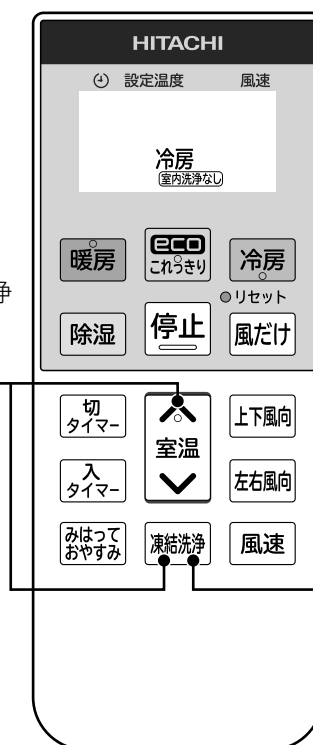 HITACHI
設定温度 風速
冷房
室内洗浄なし
暖房
eco
これっきり
冷房
浄
リセット
除湿
停止
風だけ
切
タイマー
室温
上下風向
入
タイマー
左右風向
みはって
おやすみ
凍結洗浄
風速